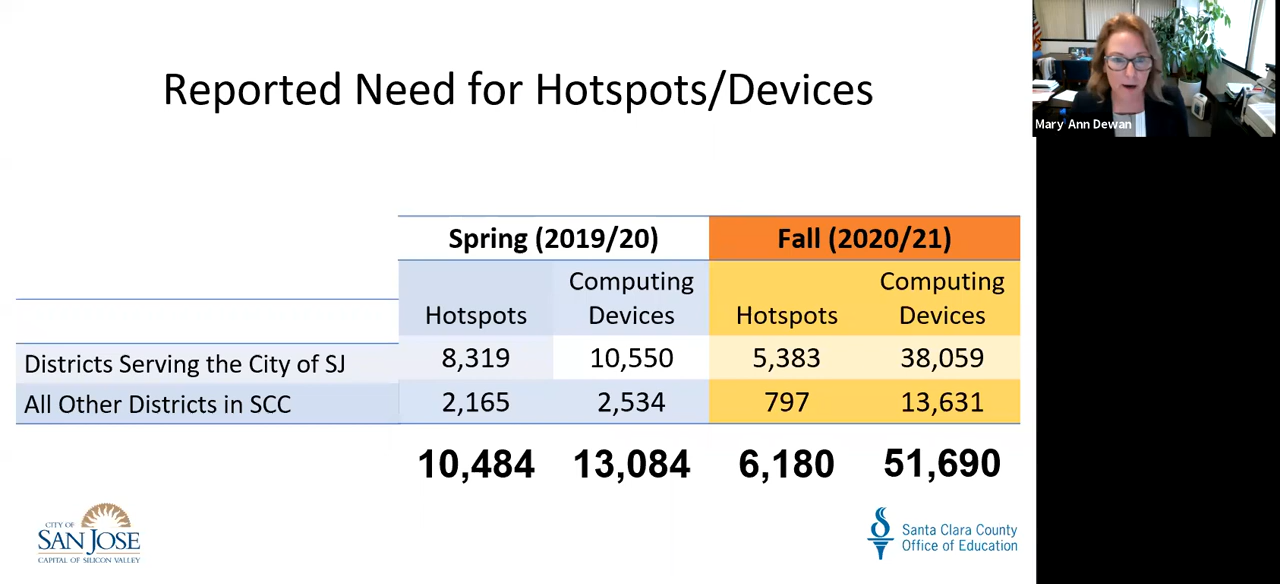 Reported Need for Hotspots/Devices
Mary Ann Dewan
Spring (2019/20) Fall (2020/21)
Hotspots Computing Devices Hotspots Computing Devices
Districts Serving the City of SJ 8,319 10,550 5,383 38,059
All Other Districts in SCC 2,165 2,534 797 13,631
10,484 13,084 6,180 51,690
CITY OF
SAN JOSE
CAPITAL OF SILICON VALLEY
Santa Clara County
Office of Education